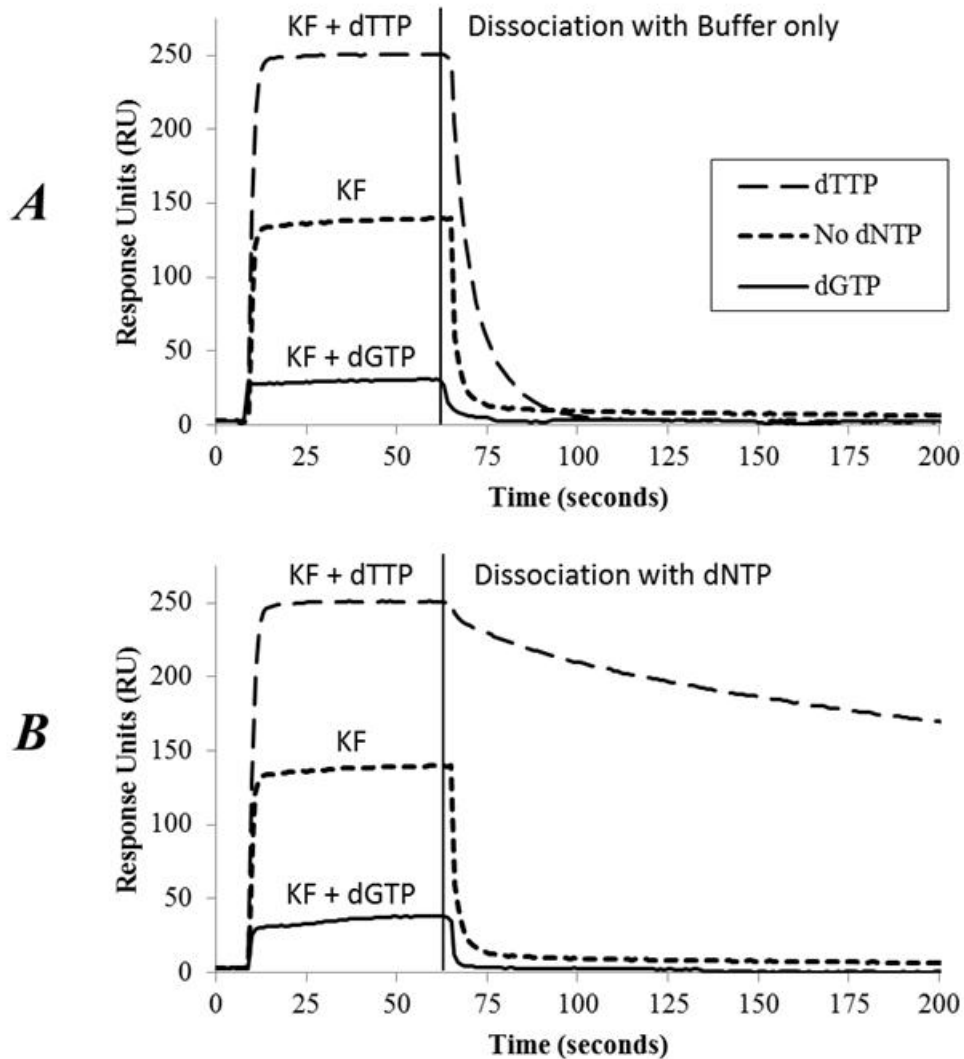 A
KF + dTTP
Dissociation with Buffer only
KF
KF + dGTP
dTTP
No dNTP
dGTP
Response Units (RU)
250
200
150
100
50
0
0 25 50 75 100 125 150 175 200
Time (seconds)
B
KF + dTTP
Dissociation with dNTP
KF
KF + dGTP
Response Units (RU)
250
200
150
100
50
0
0 25 50 75 100 125 150 175 200
Time (seconds)